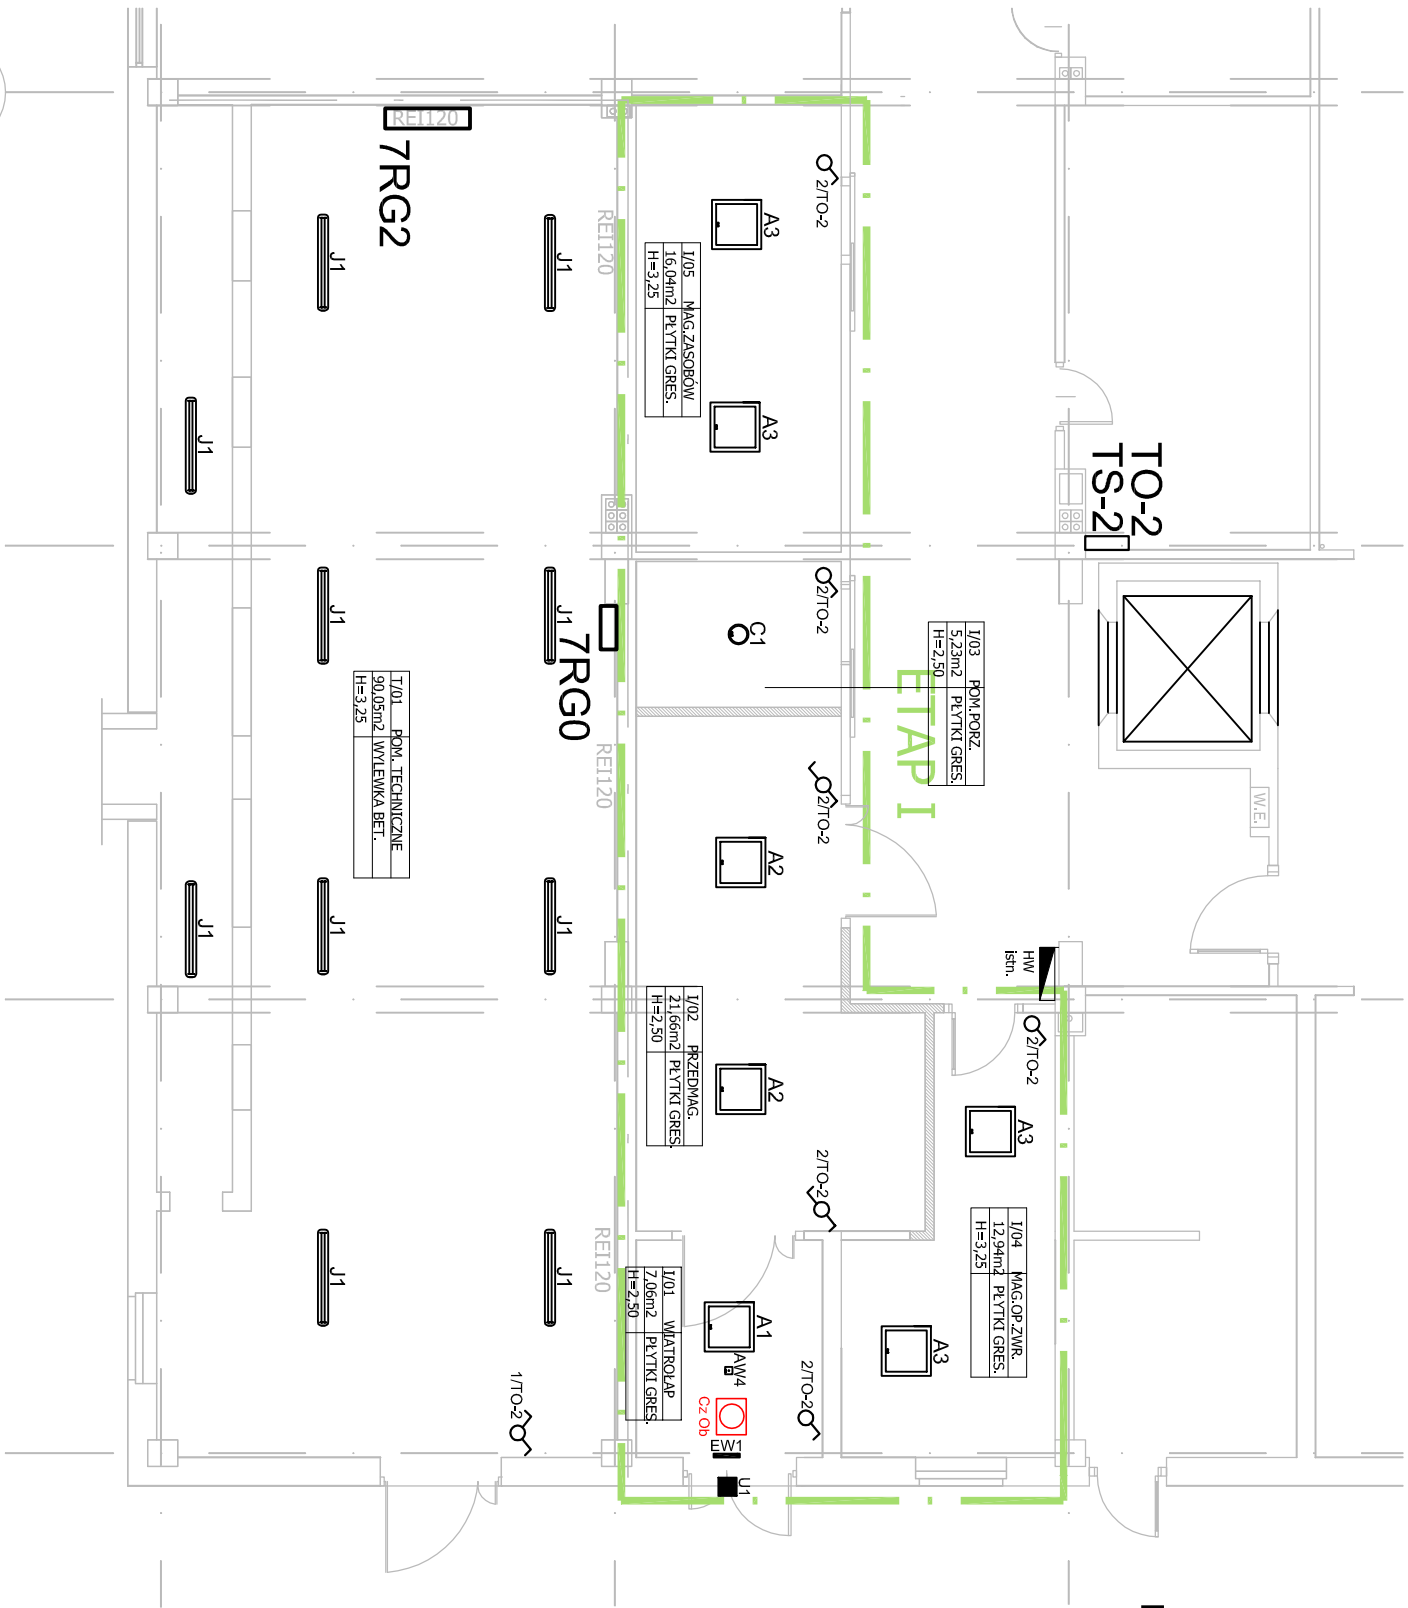 REI120
7RG2
J1
J1
REI120
I/05 MAG.ZASOBÓW
16,04m2 PŁYTKI GRES.
H=3,25
A3
2/TO-2
A3
J1
TO-2
TS-2
J1
J1
7RG0
C1
2/TO-2
I/03 POM.PORZ.
5,23m2 PŁYTKI GRES.
H=2,50
ETAP I
T/01 POM. TECHNICZNE
90,05m2 WYLEWKA BET.
H=3,25
REI120
2/TO-2
W.E.
A2
J1
J1
J1
HW
istn.
I/02 PRZEDMAG.
21,66m2 PŁYTKI GRES.
H=2,50
A2
2/TO-2
A3
2/TO-2
I/04 MAG.OP.ZWR.
12,94m2 PŁYTKI GRES.
H=3,25
J1
J1
REI120
I/01 WIATROŁAP
7,06m2 PŁYTKI GRES.
H=2,50
A1
A3
AW4
2/TO-2
Cz Ob
1/TO-2
EW1
U1